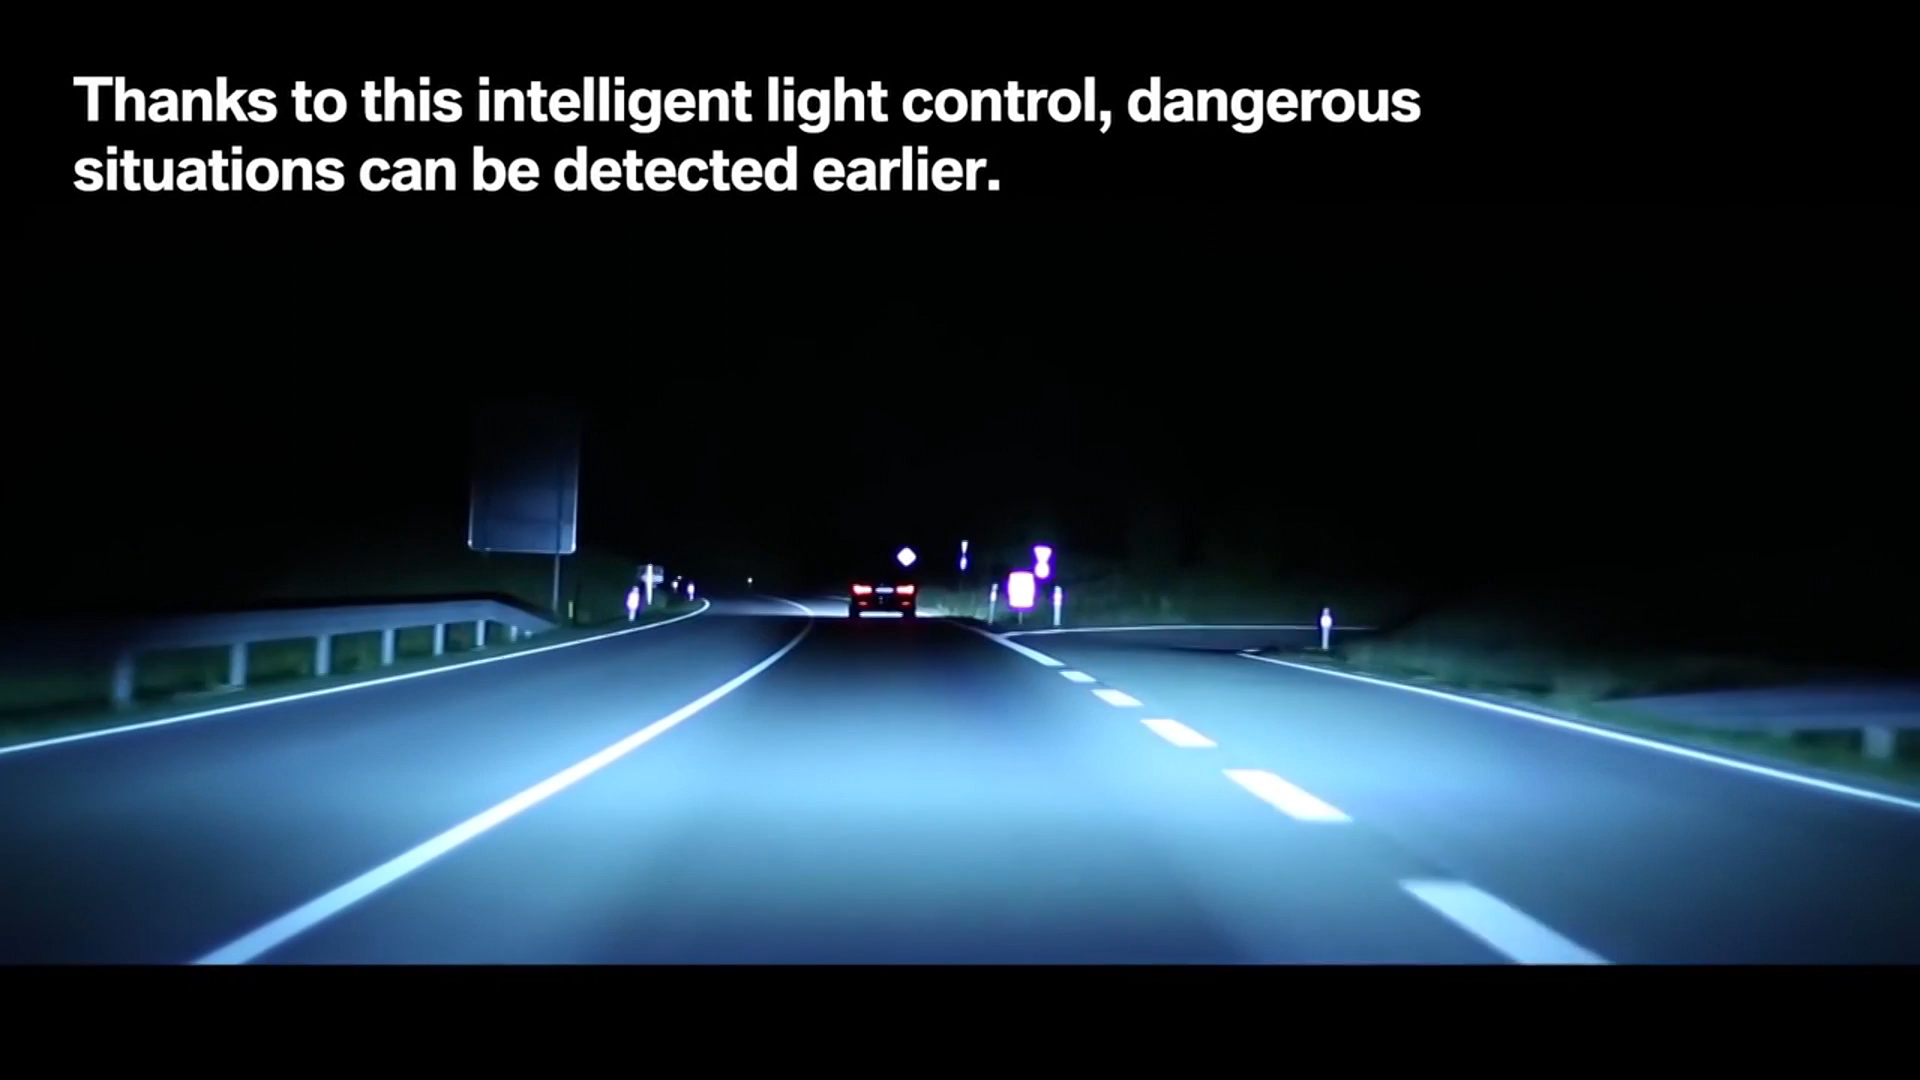 Thanks to this intelligent light control, dangerous
situations can be detected earlier.